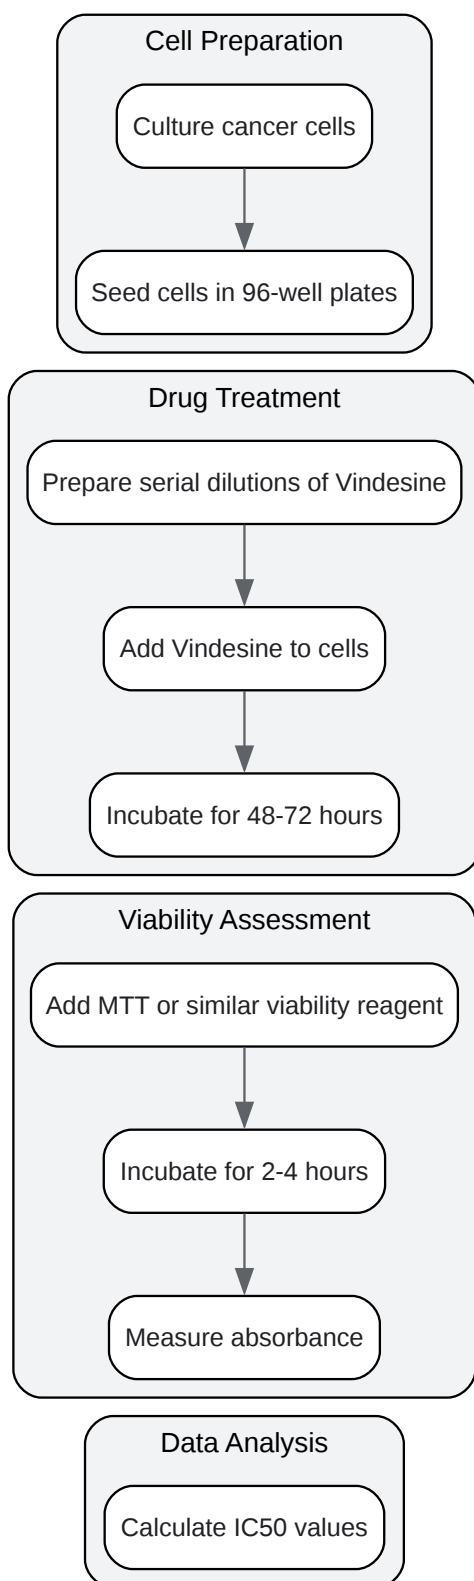 Cell Preparation
Culture cancer cells
Seed cells in 96-well plates
Drug Treatment
Prepare serial dilutions of Vindesine
Add Vindesine to cells
Incubate for 48-72 hours
Viability Assessment
Add MTT or similar viability reagent
Incubate for 2-4 hours
Measure absorbance
Data Analysis
Calculate IC50 values